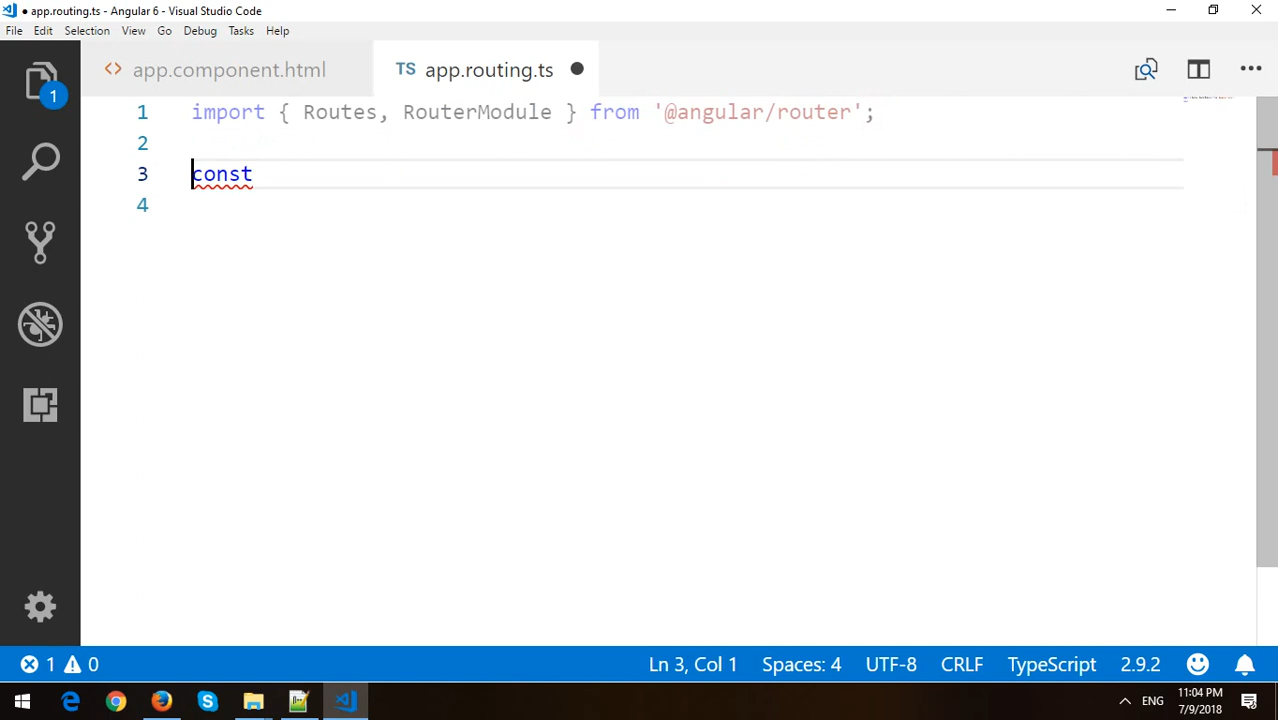 ● app.routing.ts - Angular 6 - Visual Studio Code
File Edit Selection View Go Debug Tasks Help
<> app.component.html TS app.routing.ts ●
1
1 import { Routes, RouterModule } from '@angular/router';
2
3 const
4
1 0 Ln 3, Col 1 Spaces: 4 UTF-8 CRLF TypeScript 2.9.2
ENG 11:04 PM
7/9/2018